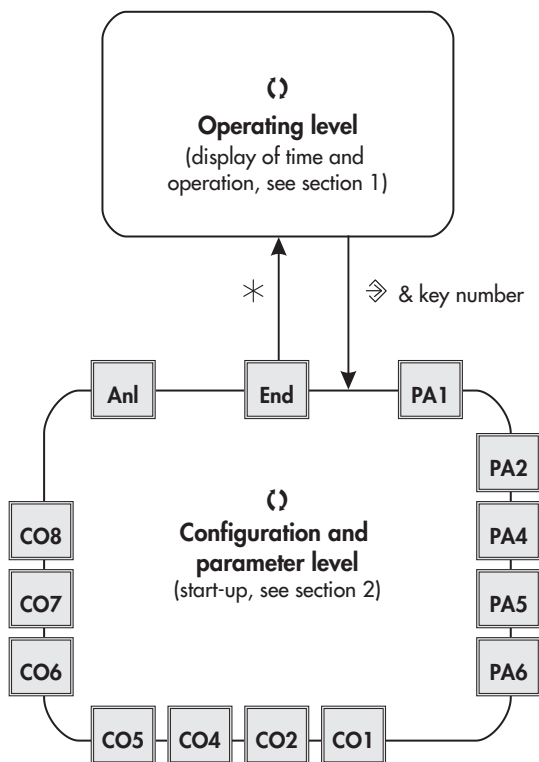 Operating level
(display of time and
operation, see section 1)
& key number
Anl
End
PA1
PA2
PA4
PA5
PA6
CO8
CO7
CO6
Configuration and
parameter level
(start-up, see section 2)
CO5
CO4
CO2
CO1